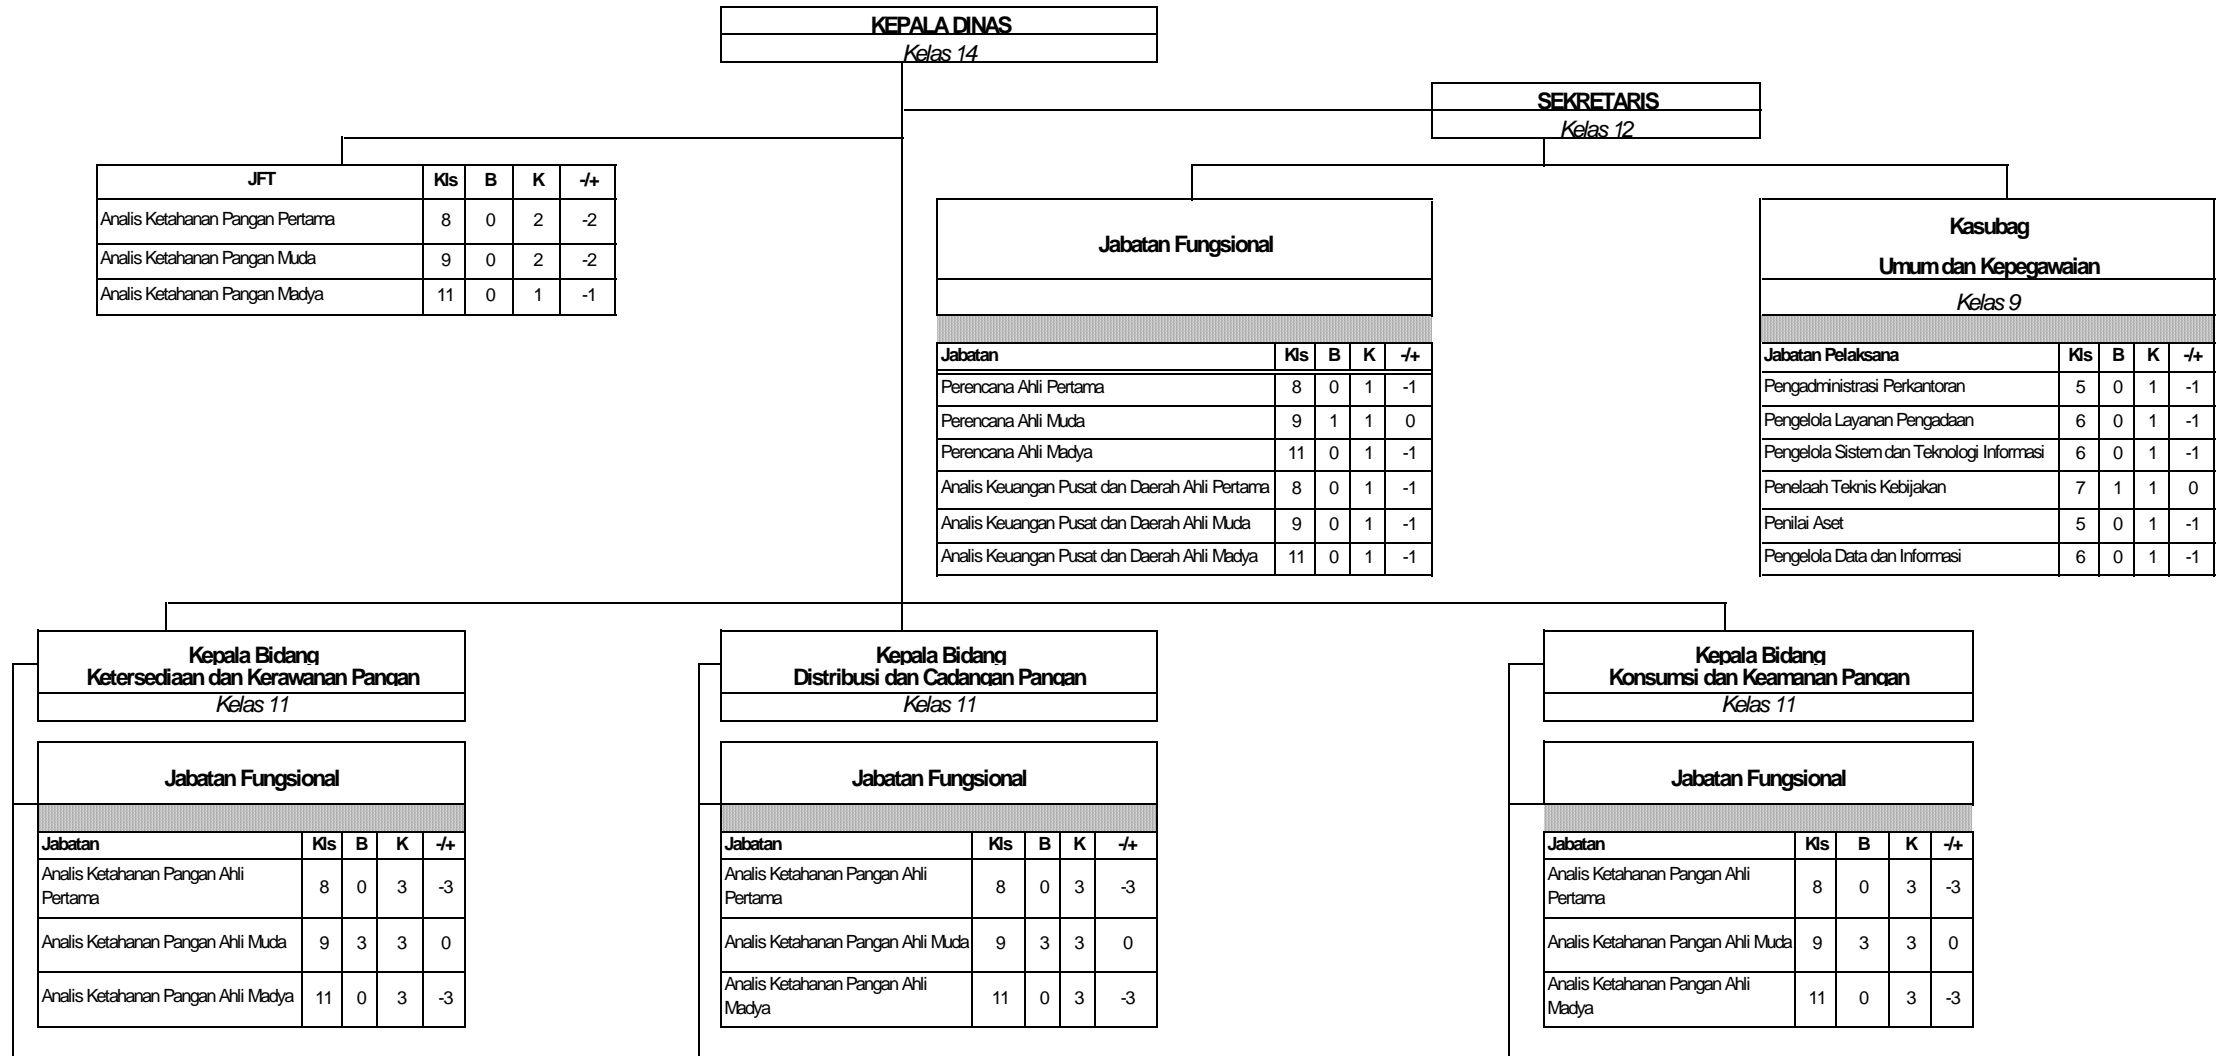 KEPALA DINAS
Kelas 14
SEKRETARIS
Kelas 12
JFT Kls B K -/+
Analis Ketahanan Pangan Pertama 8 0 2 -2
Analis Ketahanan Pangan Muda 9 0 2 -2
Analis Ketahanan Pangan Madya 11 0 1 -1
Jabatan Fungsional
Jabatan Kls B K -/+
Perencana Ahli Pertama 8 0 1 -1
Perencana Ahli Muda 9 1 1 0
Perencana Ahli Madya 11 0 1 -1
Analis Keuangan Pusat dan Daerah Ahli Pertama 8 0 1 -1
Analis Keuangan Pusat dan Daerah Ahli Muda 9 0 1 -1
Analis Keuangan Pusat dan Daerah Ahli Madya 11 0 1 -1
Kasubag
Umum dan Kepegawaian
Kelas 9
Jabatan Pelaksana Kls B K -/+
Pengadministrasi Perkantoran 5 0 1 -1
Pengelola Layanan Pengadaan 6 0 1 -1
Pengelola Sistem dan Teknologi Informasi 6 0 1 -1
Penelaah Teknis Kebijakan 7 1 1 0
Penilai Aset 5 0 1 -1
Pengelola Data dan Informasi 6 0 1 -1
Kepala Bidang
Ketersediaan dan Kerawanan Pangan
Kelas 11
Jabatan Fungsional
Jabatan Kls B K -/+
Analis Ketahanan Pangan Ahli
Pertama 8 0 3 -3
Analis Ketahanan Pangan Ahli Muda 9 3 3 0
Analis Ketahanan Pangan Ahli Madya 11 0 3 -3
Kepala Bidang
Distribusi dan Cadangan Pangan
Kelas 11
Jabatan Fungsional
Jabatan Kls B K -/+
Analis Ketahanan Pangan Ahli
Pertama 8 0 3 -3
Analis Ketahanan Pangan Ahli Muda 9 3 3 0
Analis Ketahanan Pangan Ahli
Madya 11 0 3 -3
Kepala Bidang
Konsumsi dan Keamanan Pangan
Kelas 11
Jabatan Fungsional
Jabatan Kls B K -/+
Analis Ketahanan Pangan Ahli
Pertama 8 0 3 -3
Analis Ketahanan Pangan Ahli Muda 9 3 3 0
Analis Ketahanan Pangan Ahli
Madya 11 0 3 -3